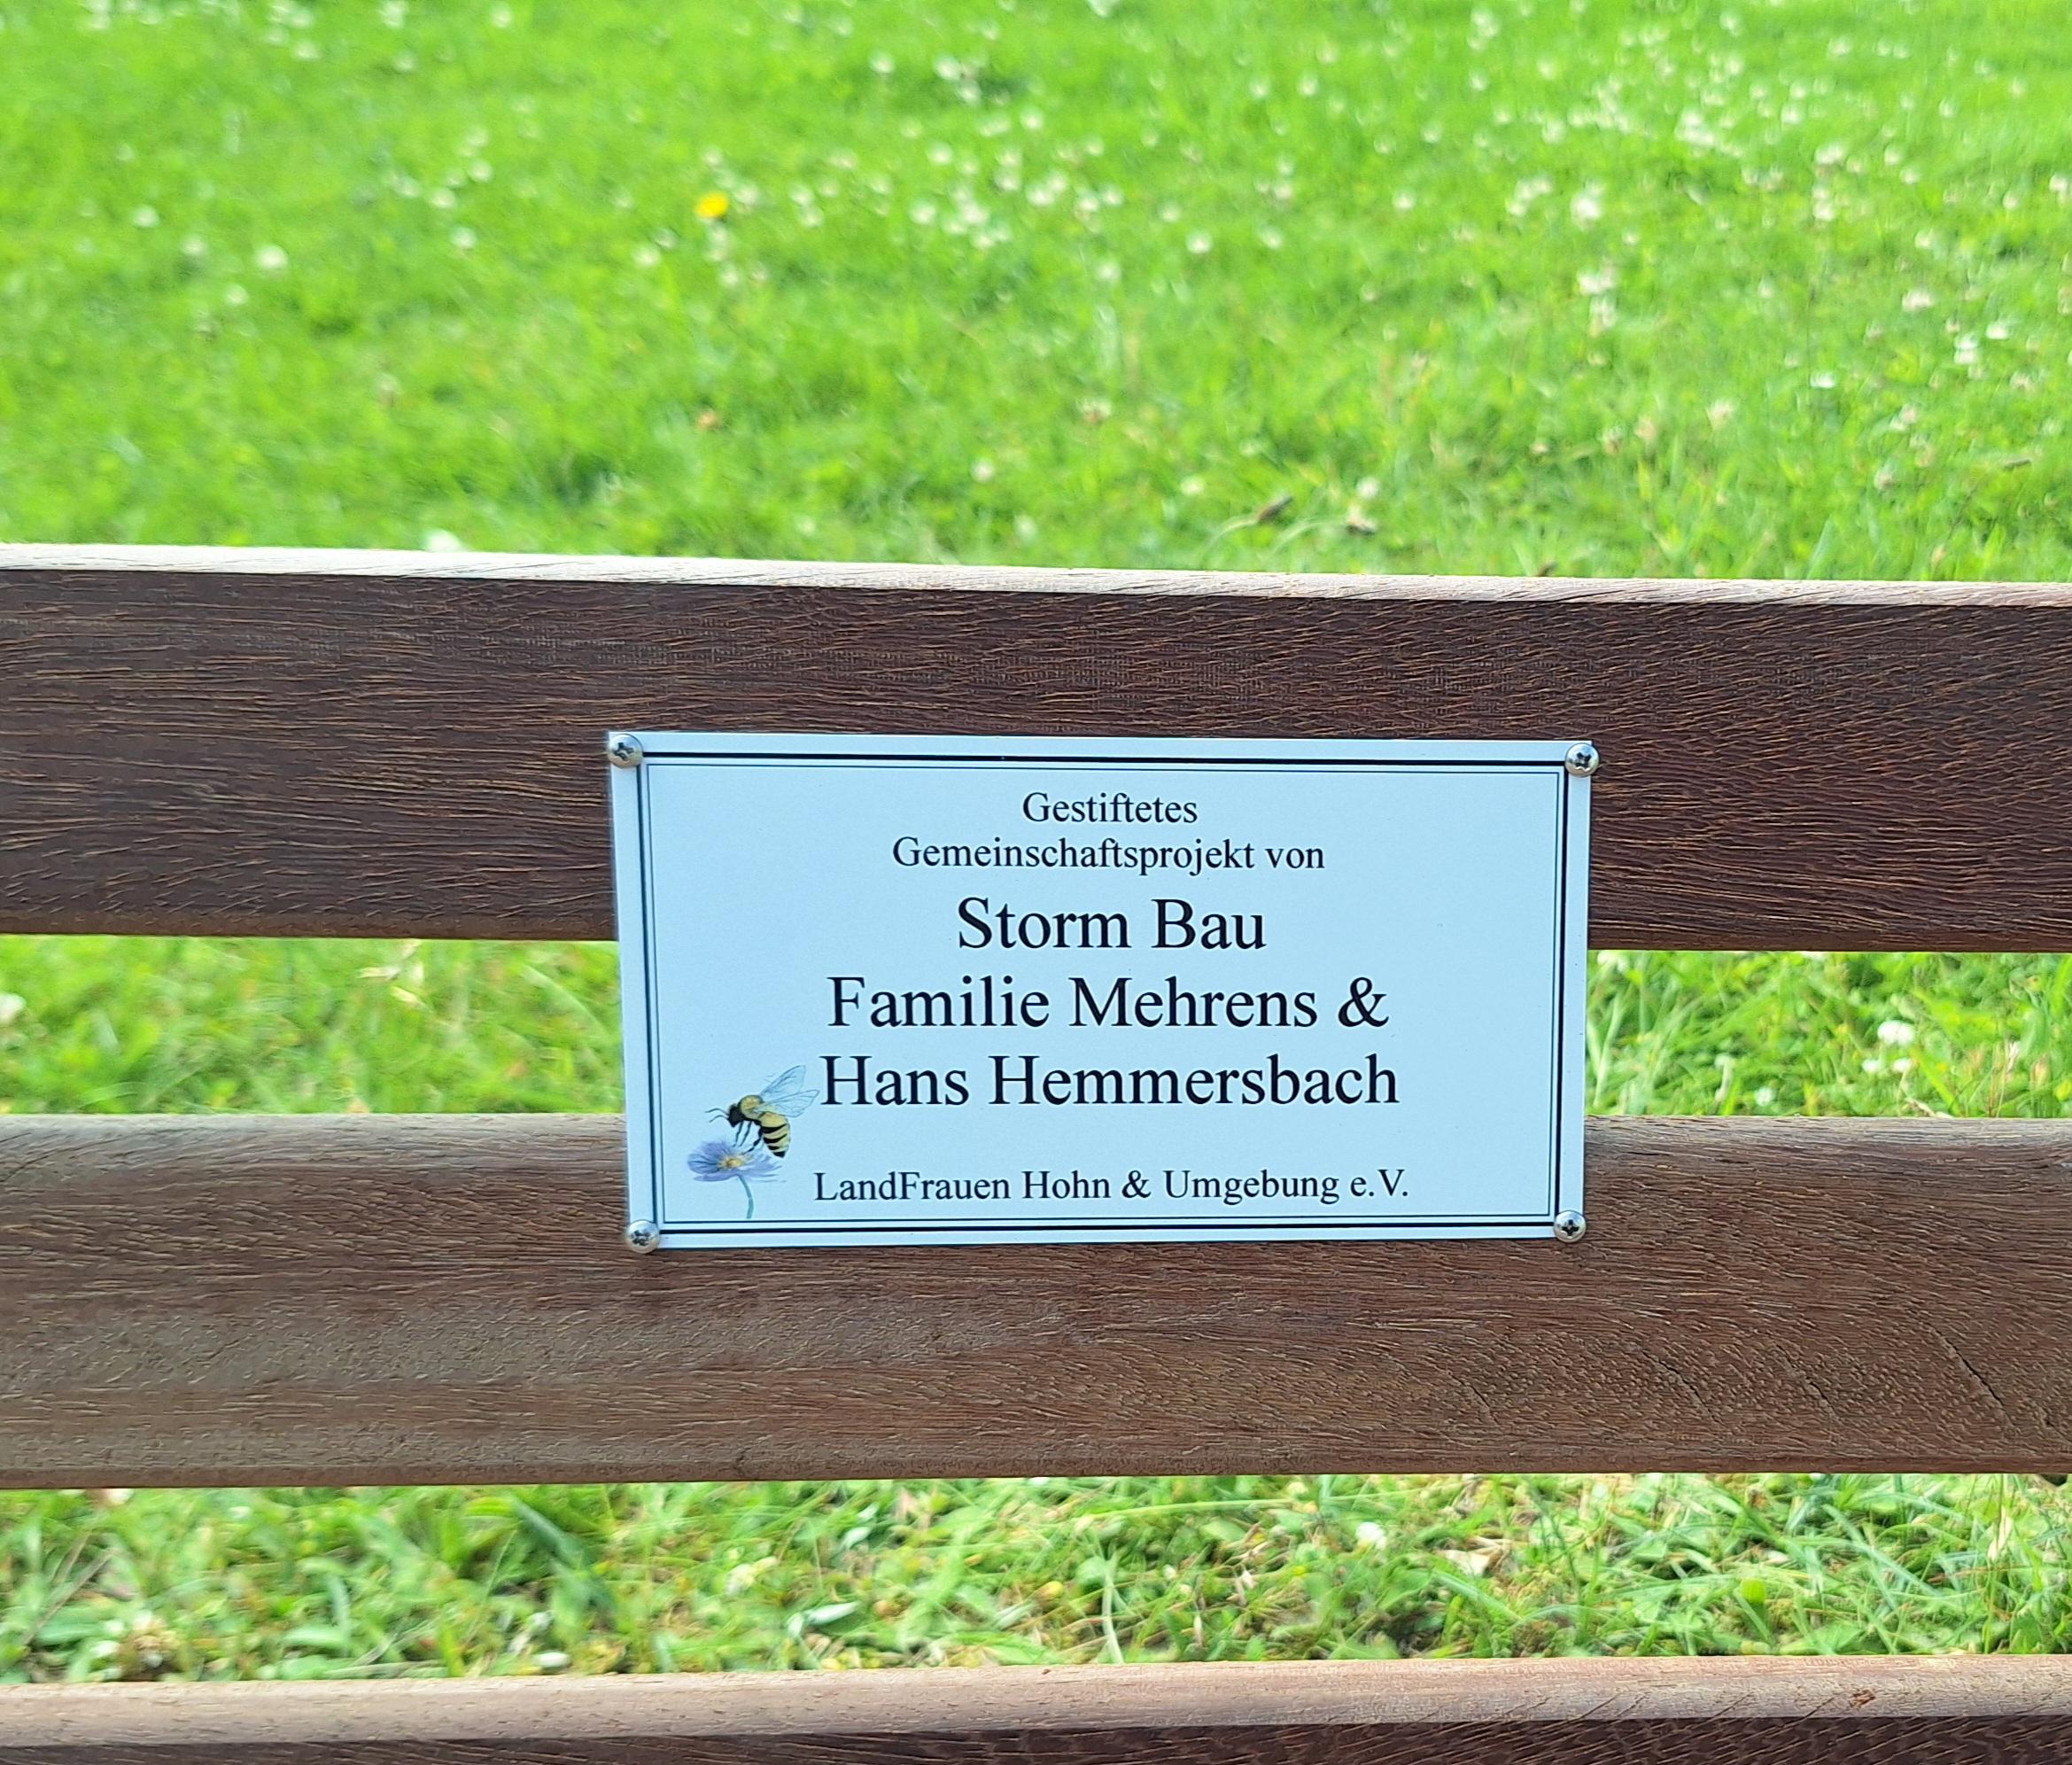 Gestiftetes
Gemeinschaftsprojekt von
Storm Bau
Familie Mehrens &
Hans Hemmersbach
LandFrauen Hohn & Umgebung e.V.